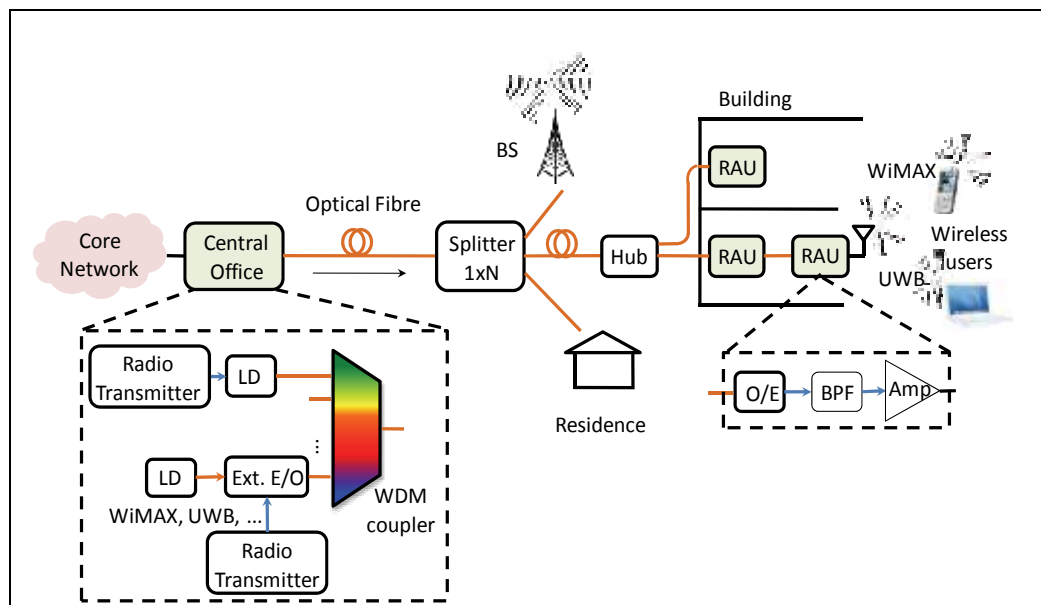 Building
BS
RAU
WiMAX
Optical Fibre
Core
Network
Central
Office
Splitter
1xN
Hub
RAU
RAU
Wireless
users
UWB
Radio
Transmitter
LD
O/E
BPF
Amp
Residence
...
LD
Ext. E/O
WDM
coupler
WiMAX, UWB, ...
Radio
Transmitter